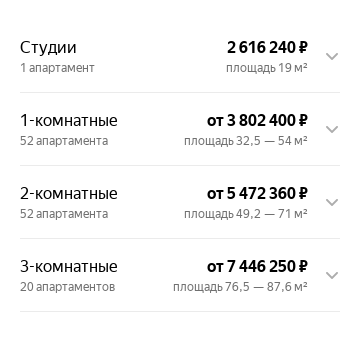 Студии 2 616 240 ₽
1 апартамент площадь 19 м²
1-комнатные от 3 802 400 ₽
52 апартамента площадь 32,5 — 54 м²
2-комнатные от 5 472 360 ₽
52 апартамента площадь 49,2 — 71 м²
3-комнатные от 7 446 250 ₽
20 апартаментов площадь 76,5 — 87,6 м²